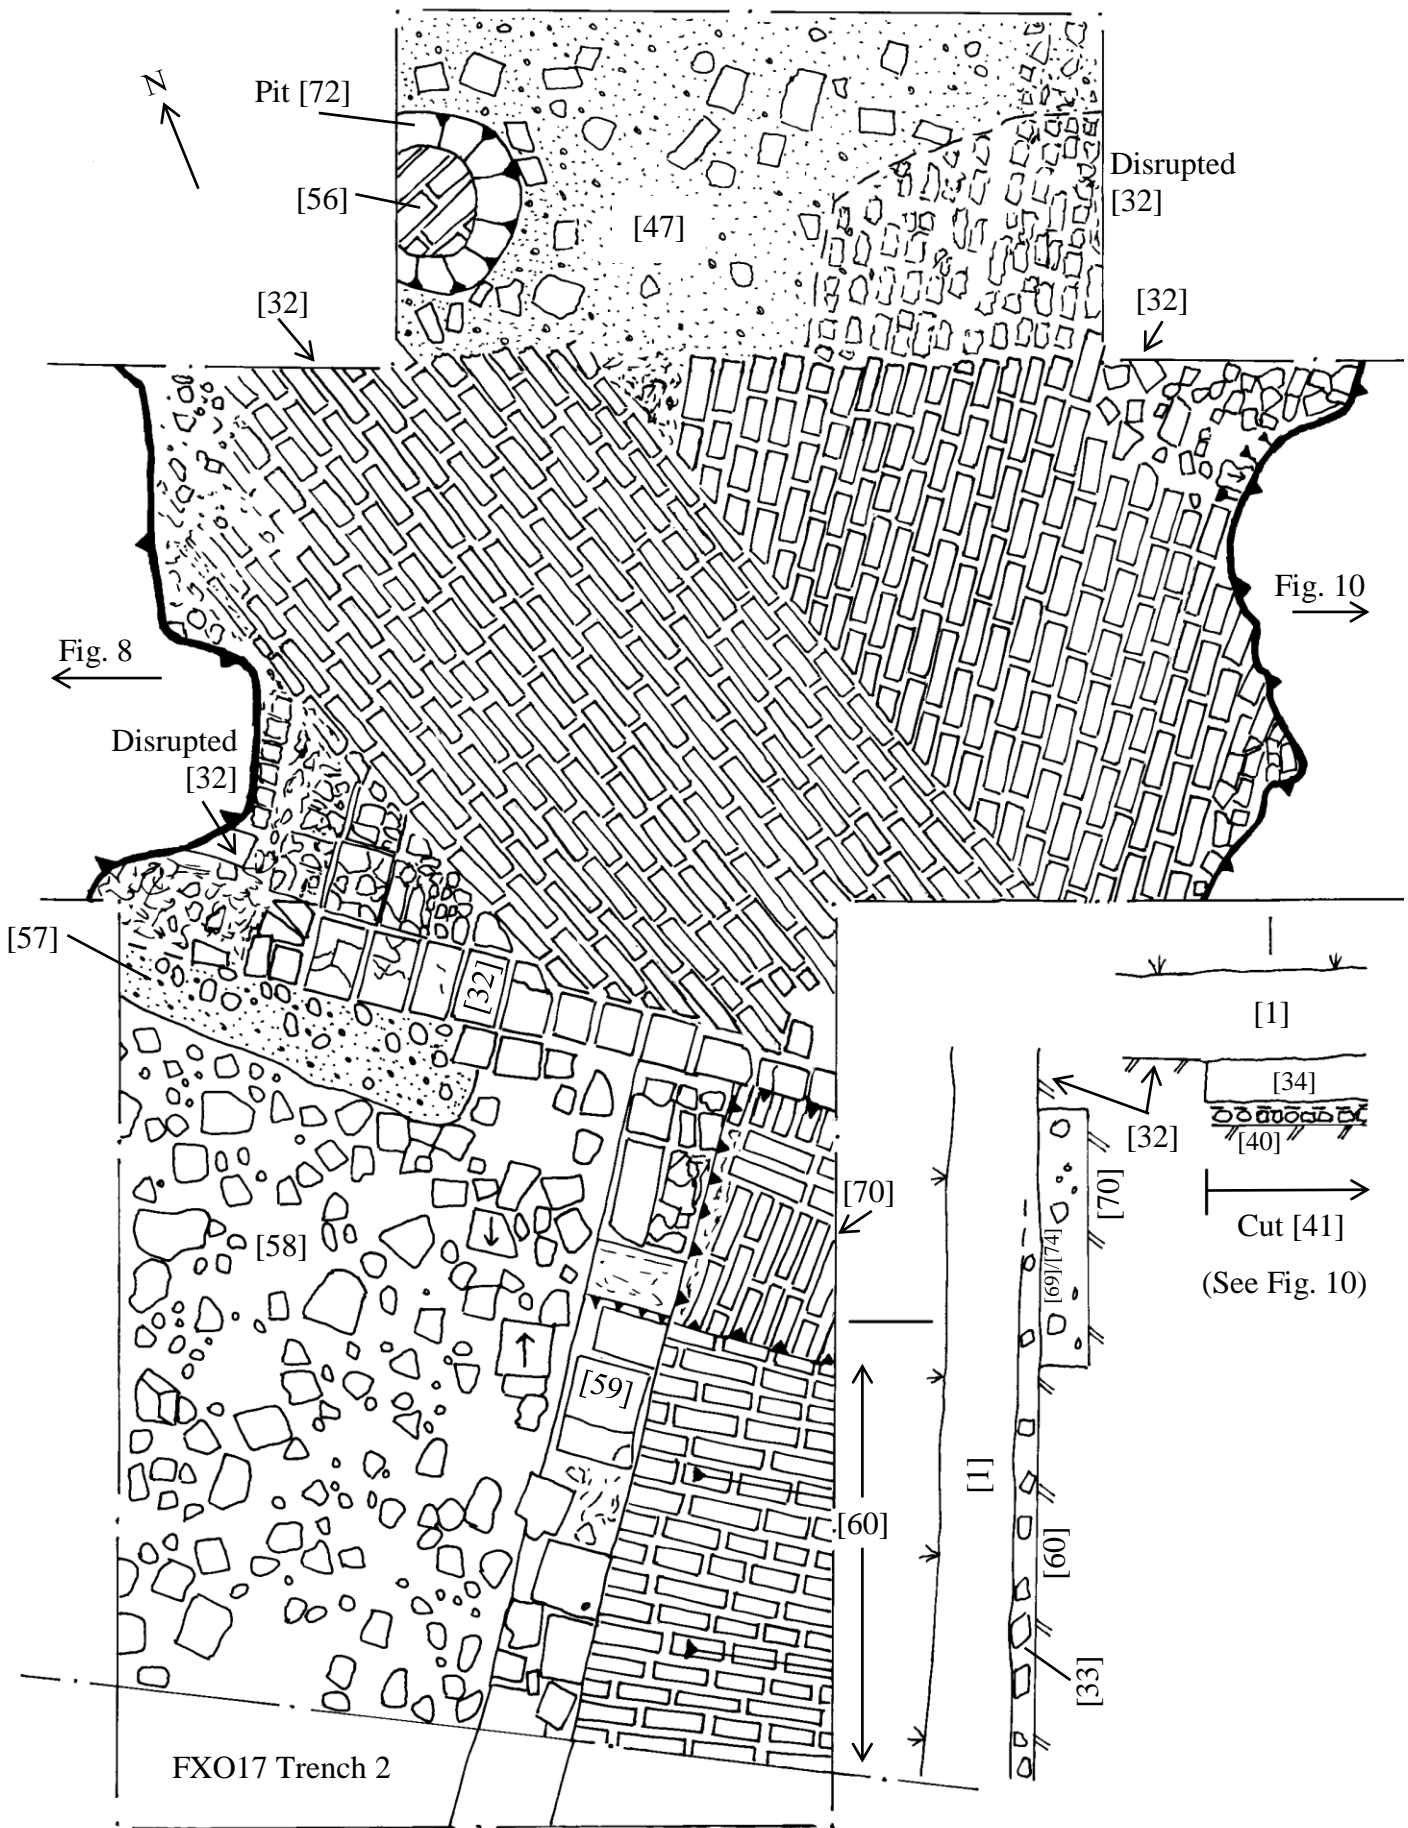 N
Pit [72]
[56]
[47]
Disrupted
[32]
[32]
[32]
Fig. 10
Fig. 8
Disrupted
[32]
[57]
[32]
[1]
[34]
[40]
[32]
[70]
[70]
[69]/[74]
Cut [41]
(See Fig. 10)
[58]
[59]
[1]
[60]
[60]
[33]
FXO17 Trench 2